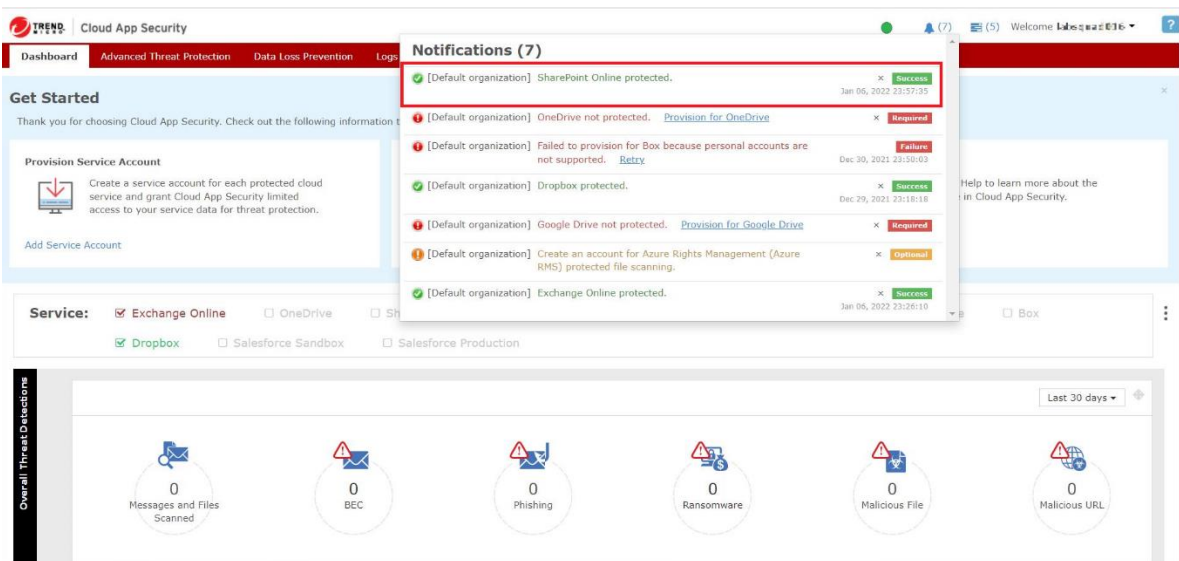 TREND MICRO Cloud App Security
(7) (5) Welcome ?
Dashboard Advanced Threat Protection Data Loss Prevention Logs
Notifications (7)
[Default organization] SharePoint Online protected. × Success
Jan 06, 2022 23:57:35
[Default organization] OneDrive not protected. Provision for OneDrive × Required
[Default organization] Failed to provision for Box because personal accounts are Failure
not supported. Retry Dec 30, 2021 23:50:03
[Default organization] Dropbox protected. × Success
Dec 29, 2021 23:18:18
[Default organization] Google Drive not protected. Provision for Google Drive × Required
[Default organization] Create an account for Azure Rights Management (Azure × Optional
RMS) protected file scanning.
[Default organization] Exchange Online protected. × Success
Jan 06, 2022 23:26:10
Get Started ×
Thank you for choosing Cloud App Security. Check out the following information
Provision Service Account
Create a service account for each protected cloud
service and grant Cloud App Security limited
access to your service data for threat protection.
Add Service Account
Help to learn more about the
in Cloud App Security.
Service: Exchange Online OneDrive Sh Box
Dropbox Salesforce Sandbox Salesforce Production
Overall Threat Detections
Last 30 days
0
Messages and Files
Scanned
0
BEC
0
Phishing
0
Ransomware
0
Malicious File
0
Malicious URL